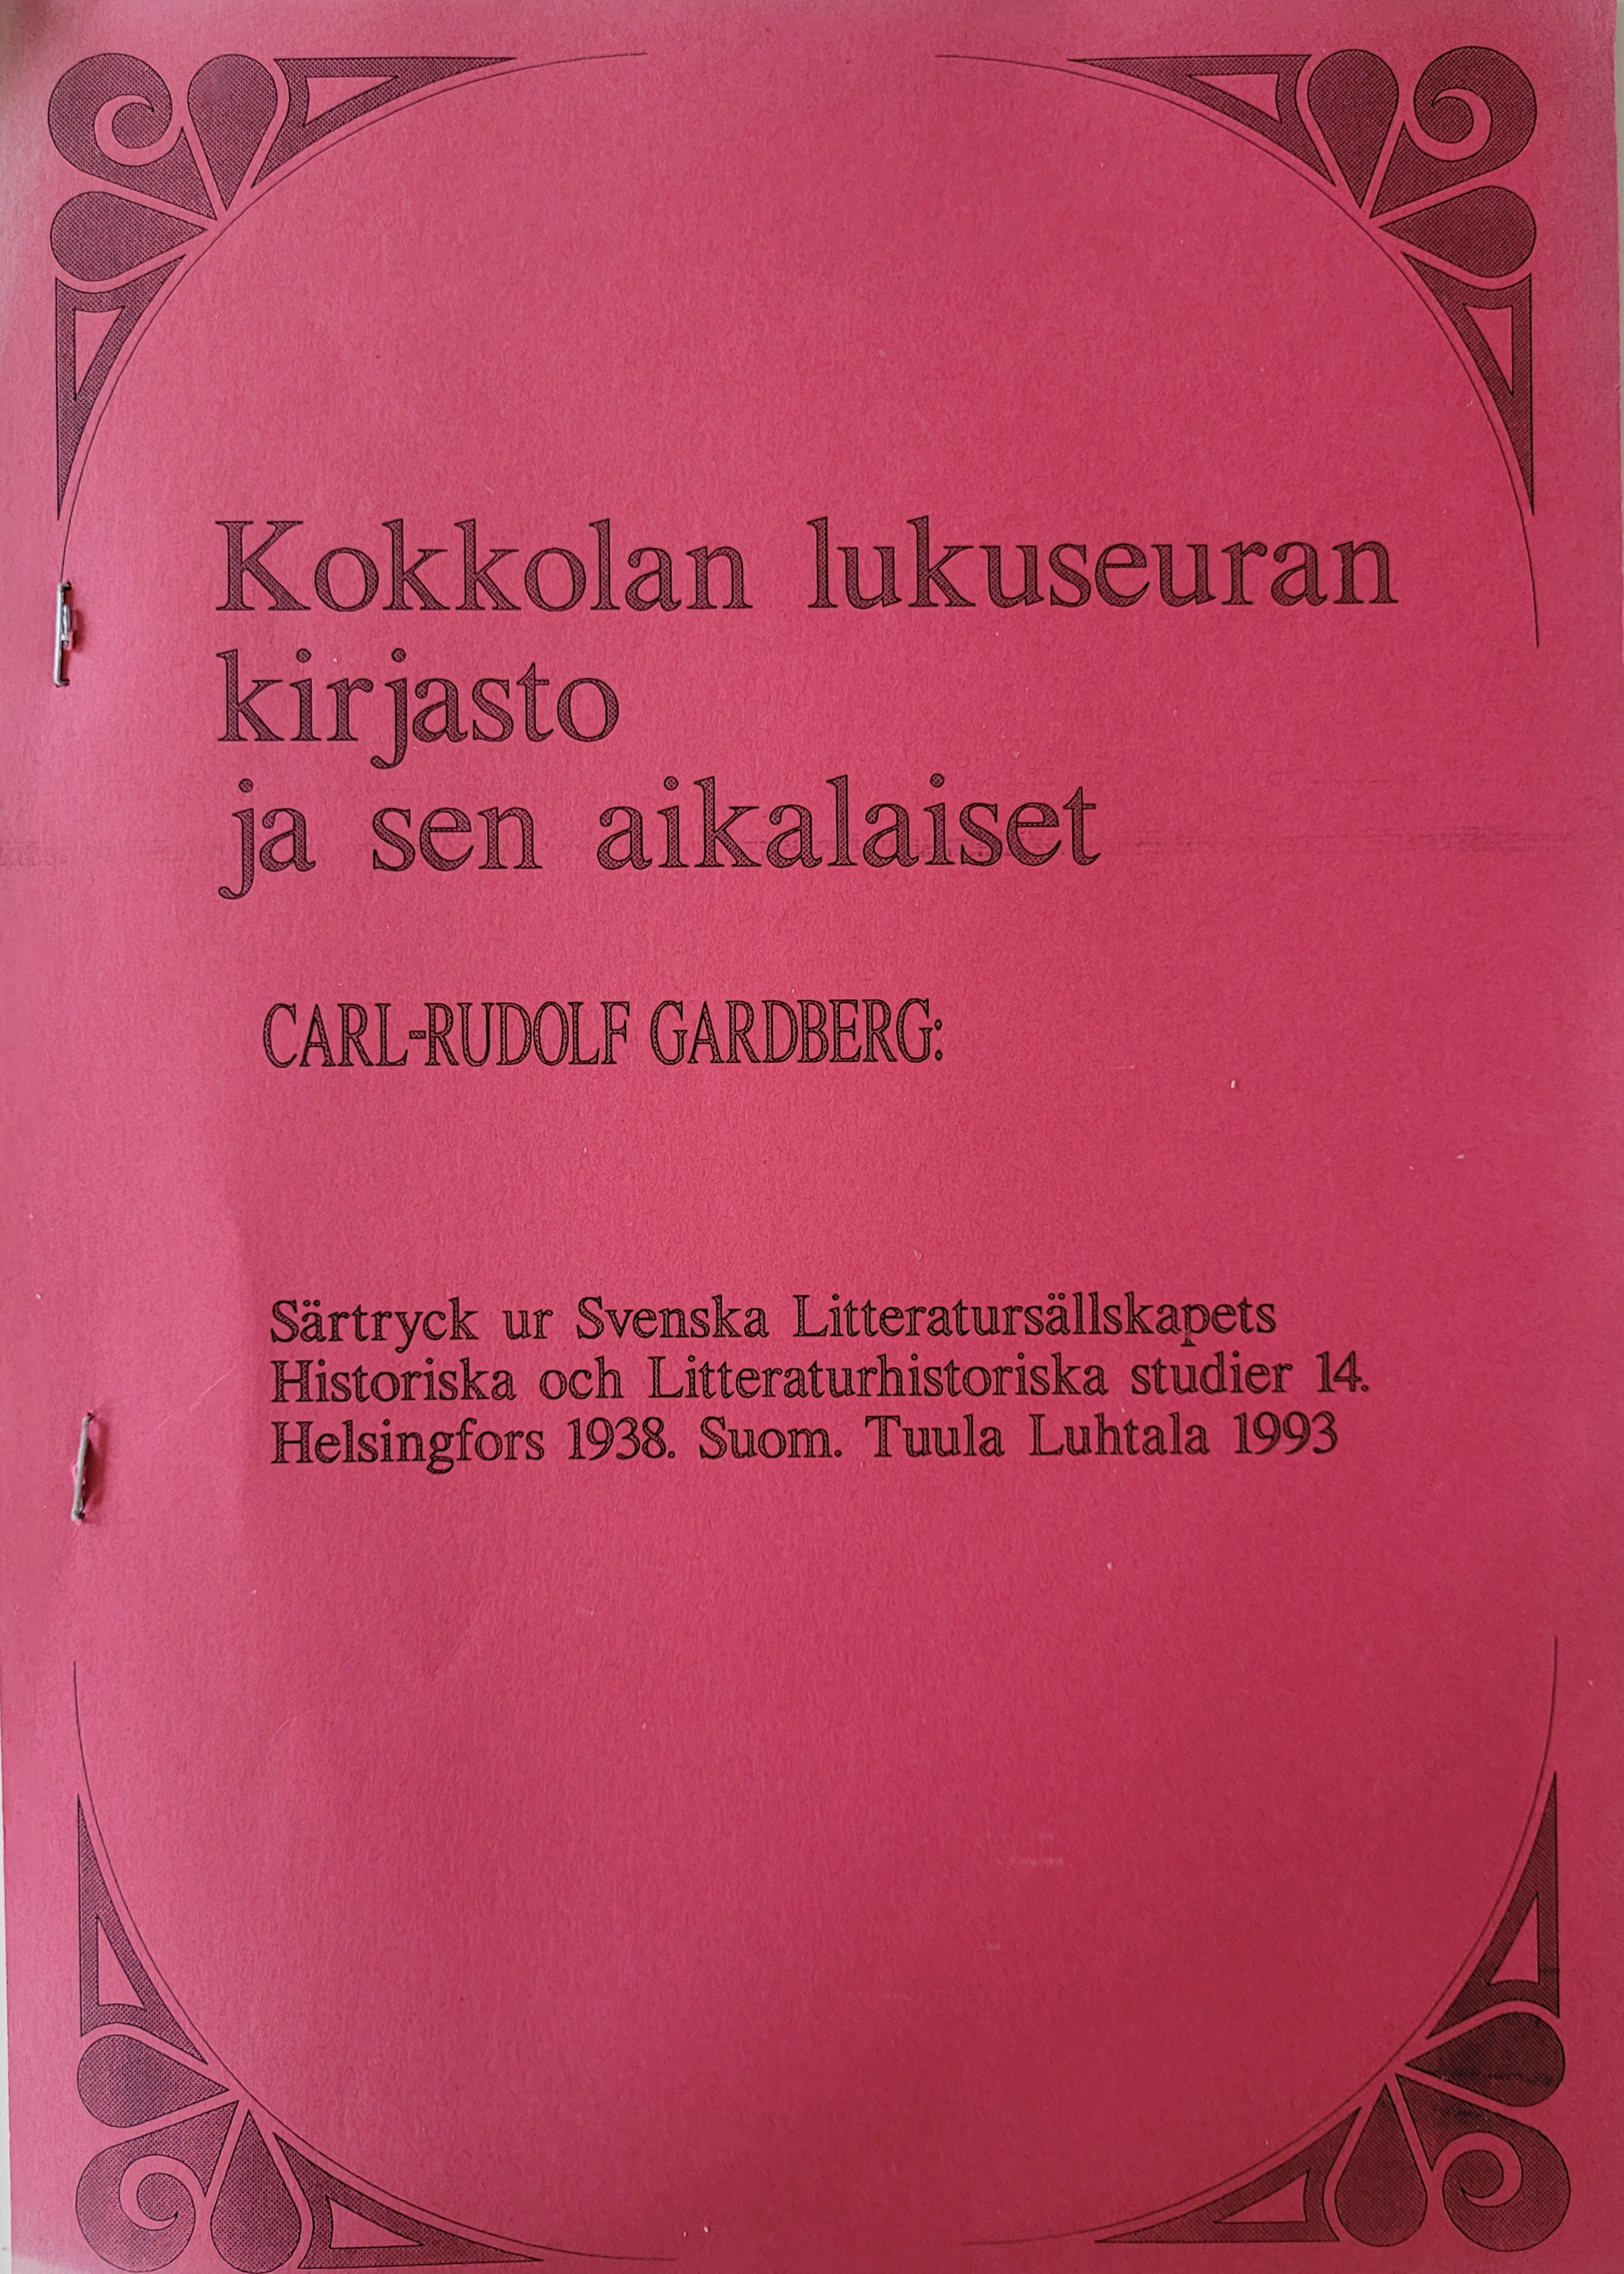 Kokkolan lukuseuran
kirjasto
ja sen aikalaiset
CARL-RUDOLF GARDBERG:
Särtryck ur Svenska Litteratursällskapets
Historiska och Litteraturhistoriska studier 14.
Helsingfors 1938. Suom. Tuula Luhtala 1993